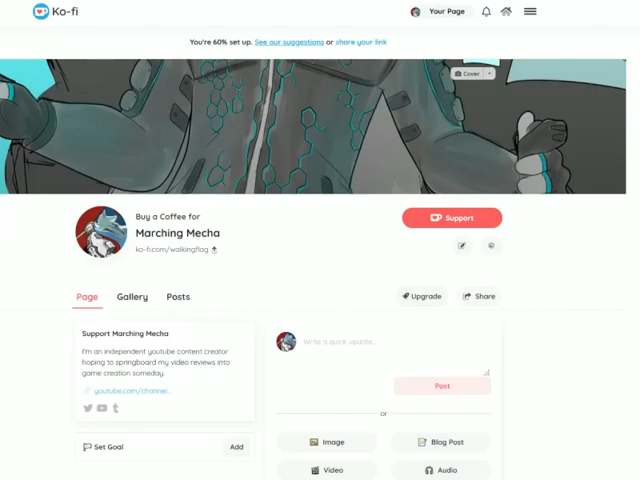 Ko-fi
Your Page
You're 60% set up. See our suggestions or share your link
Cover
Buy a Coffee for
Marching Mecha
ko-fi.com/walkingflag
Support
Page Gallery Posts
Upgrade
Share
Support Marching Mecha
I'm an independent youtube content creator
hoping to springboard my video reviews into
game creation someday.
youtube.com/channel...
Set Goal
Add
Write a quick update...
Post
or
Image
Blog Post
Video
Audio